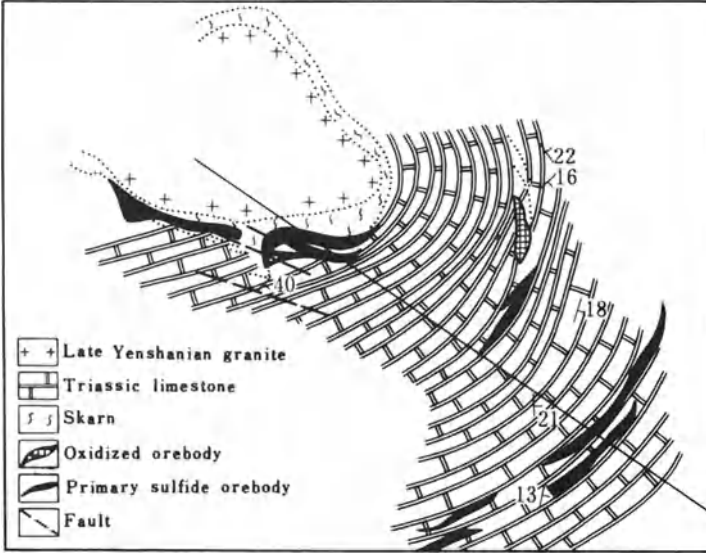 22
16
40
18
21
13
Late Yenshanian granite
Triassic limestone
Skarn
Oxidized orebody
Primary sulfide orebody
Fault